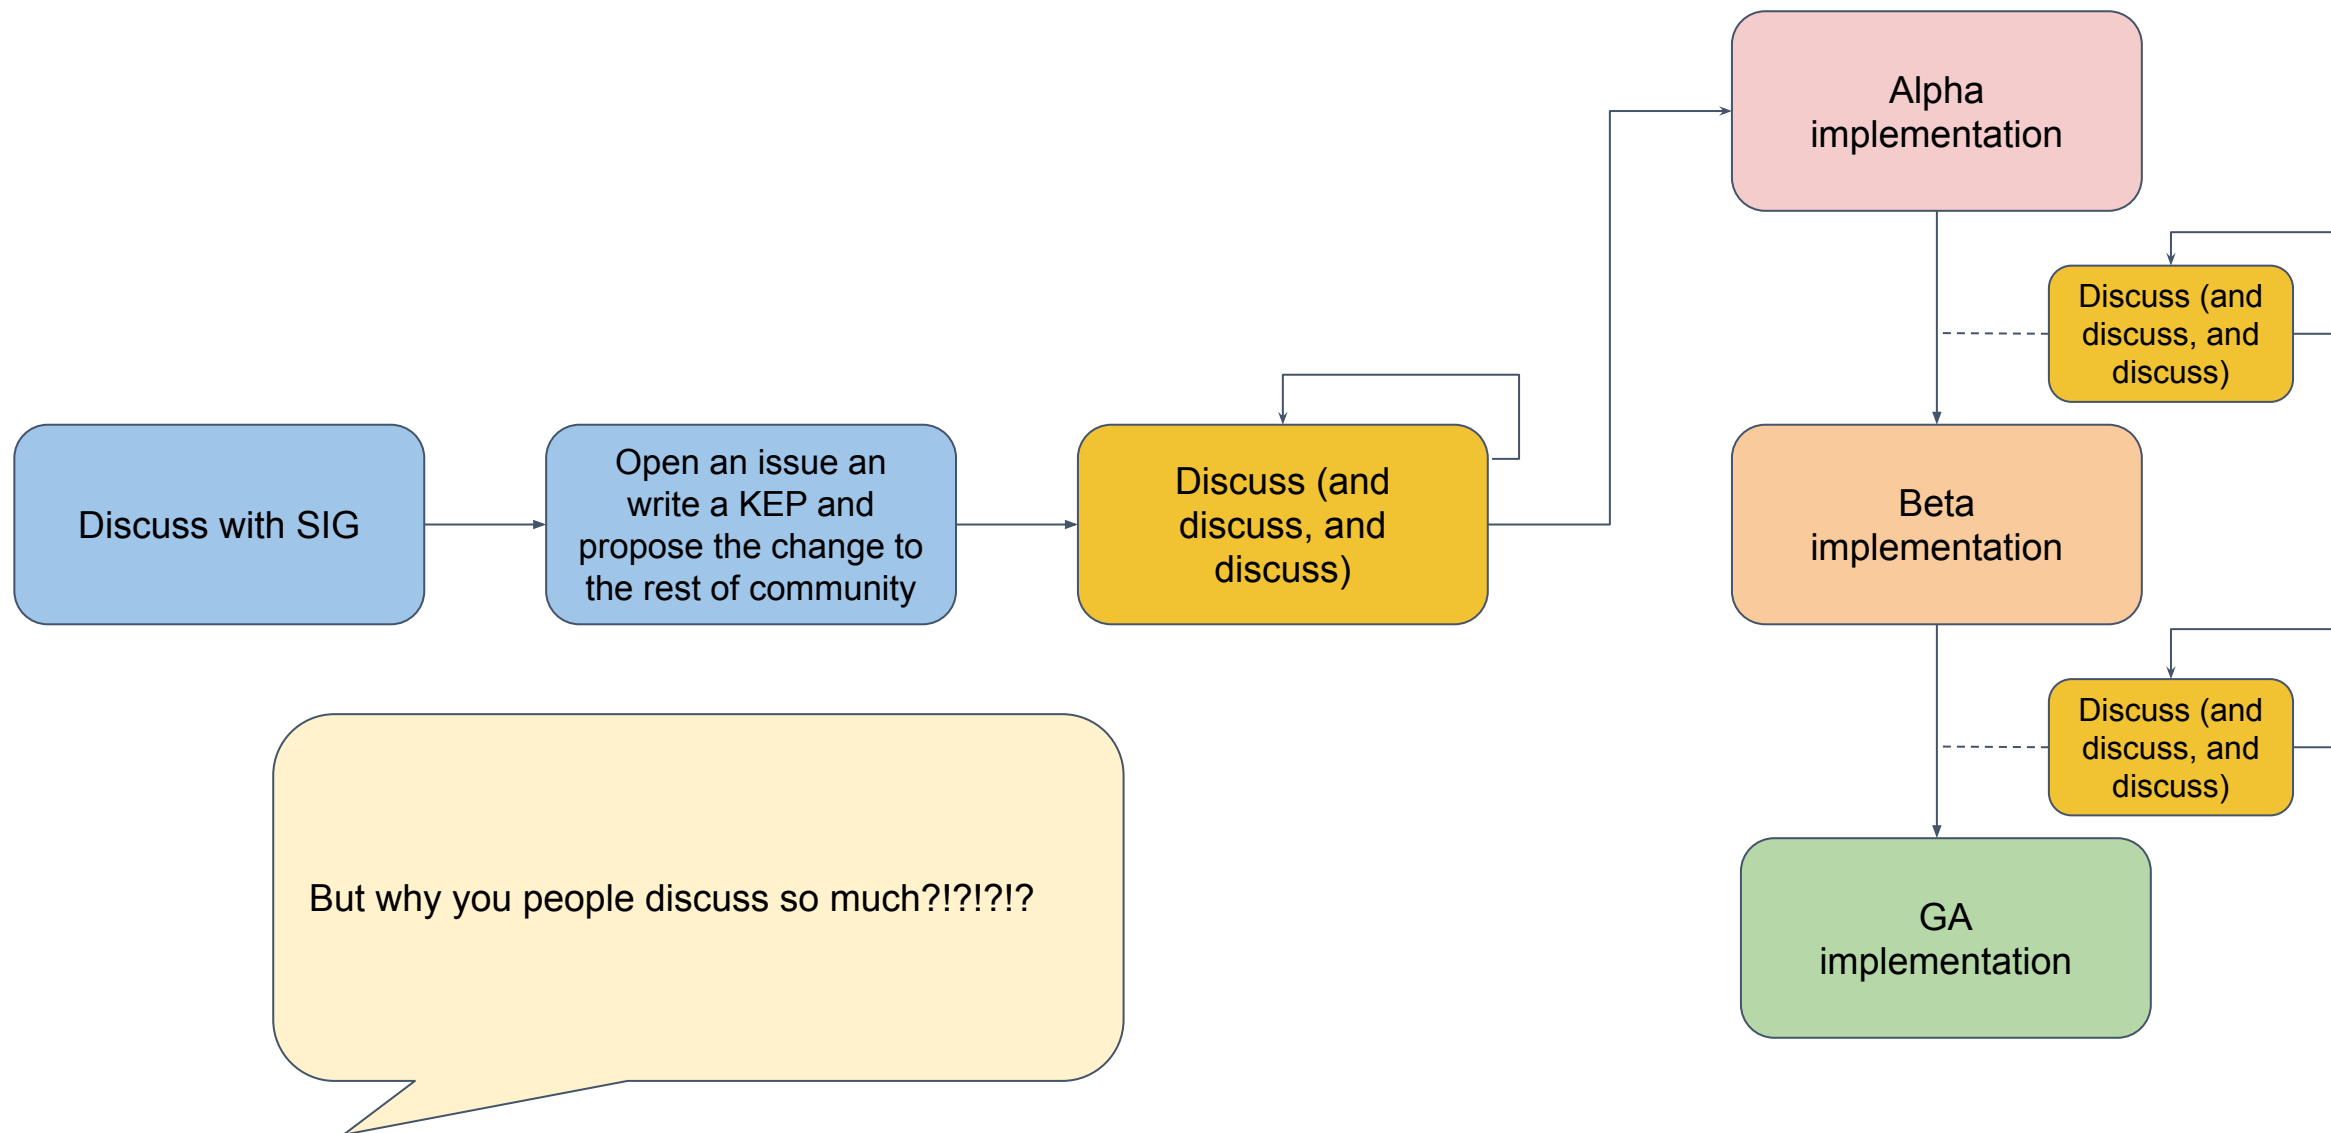 Discuss with SIG
Open an issue an
write a KEP and
propose the change to
the rest of community
Discuss (and
discuss, and
discuss)
Alpha
implementation
Discuss (and
discuss, and
discuss)
Beta
implementation
Discuss (and
discuss, and
discuss)
GA
implementation
But why you people discuss so much?!?!?!?